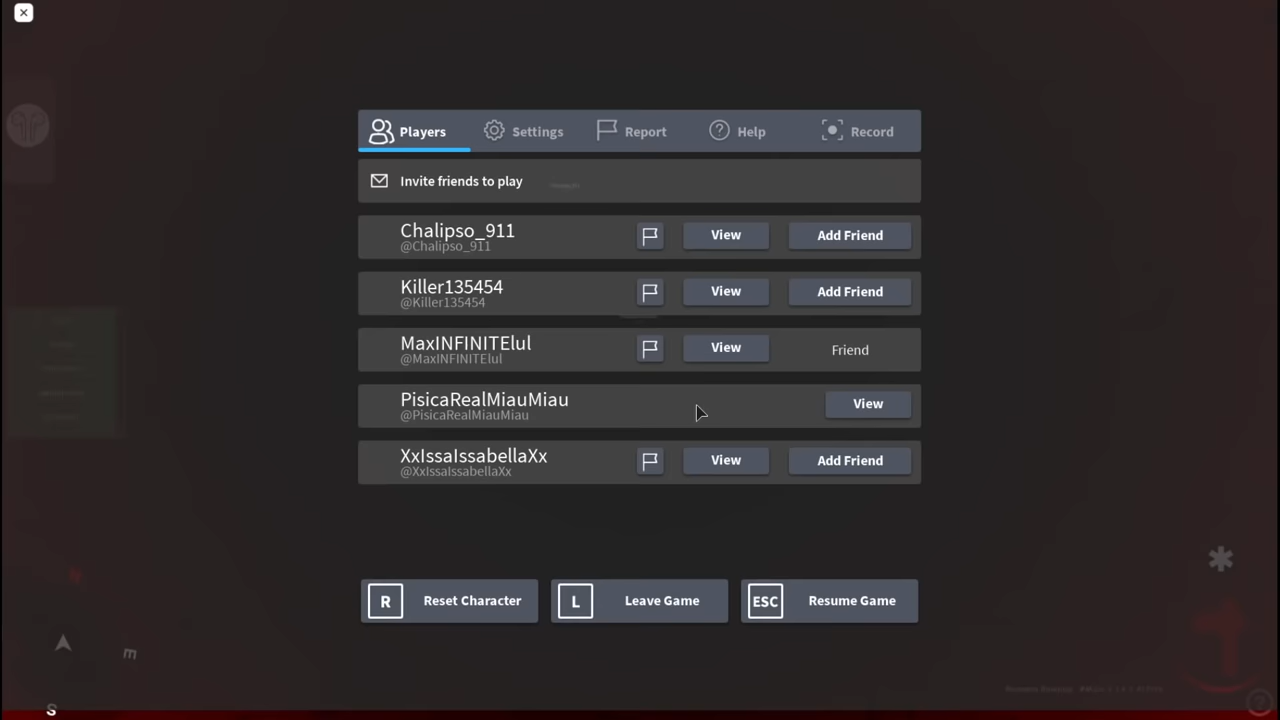 Players
Settings
Report
Help
Record
Invite friends to play
Chalipso_911
@Chalipso_911
View
Add Friend
Killer135454
@Killer135454
View
Add Friend
MaxINFINITElul
@MaxINFINITElul
View
Friend
PisicaRealMiauMiau
@PisicaRealMiauMiau
View
XxIssaIssabellaXx
@XxIssaIssabellaXx
View
Add Friend
R
Reset Character
L
Leave Game
ESC
Resume Game
N
m
S